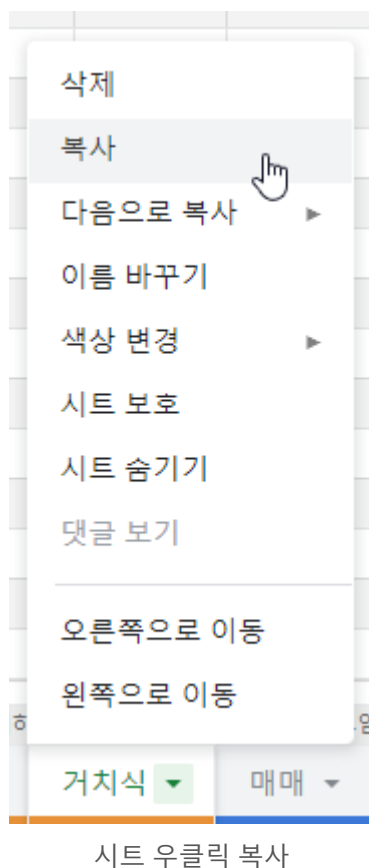 삭제
복사
다음으로 복사
이름 바꾸기
색상 변경
시트 보호
시트 숨기기
댓글 보기
오른쪽으로 이동
왼쪽으로 이동
거치식 매매
시트 우클릭 복사